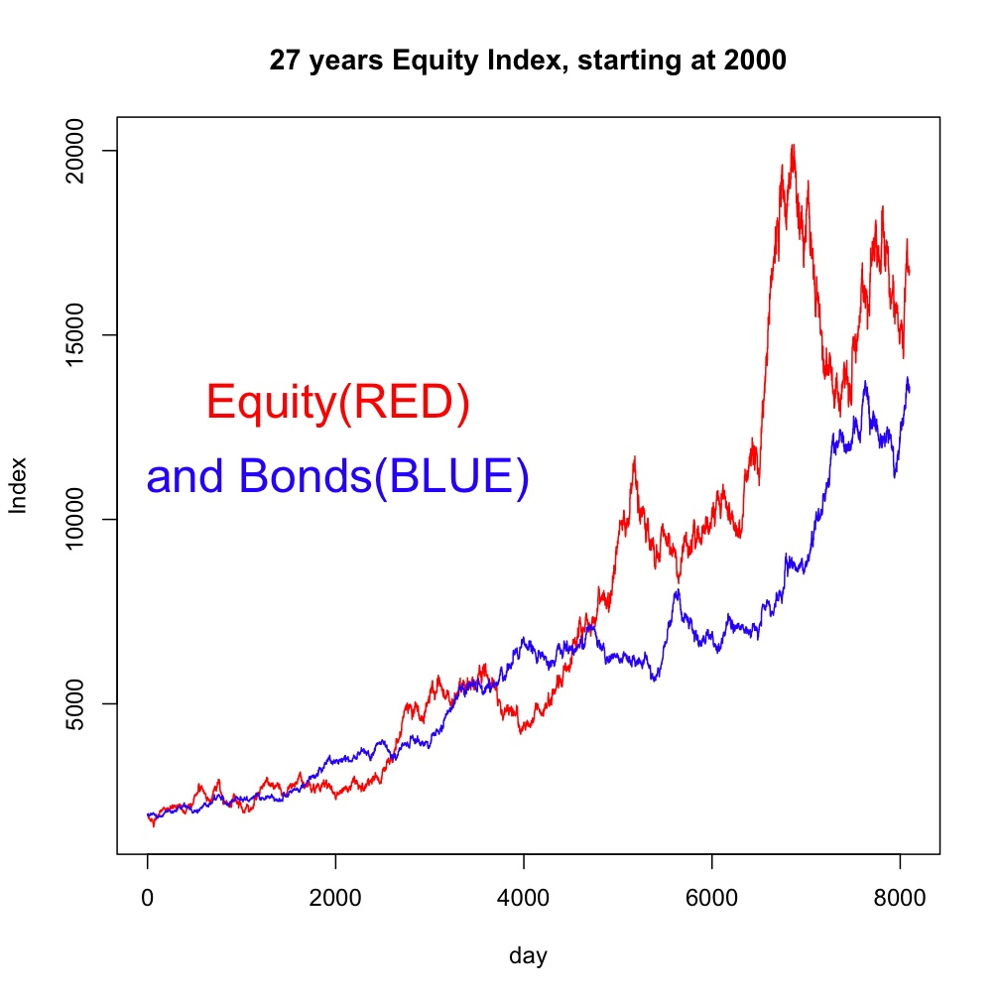 27 years Equity Index, starting at 2000
Index
20000
15000
10000
5000
Equity(RED)
and Bonds(BLUE)
0 2000 4000 6000 8000
day